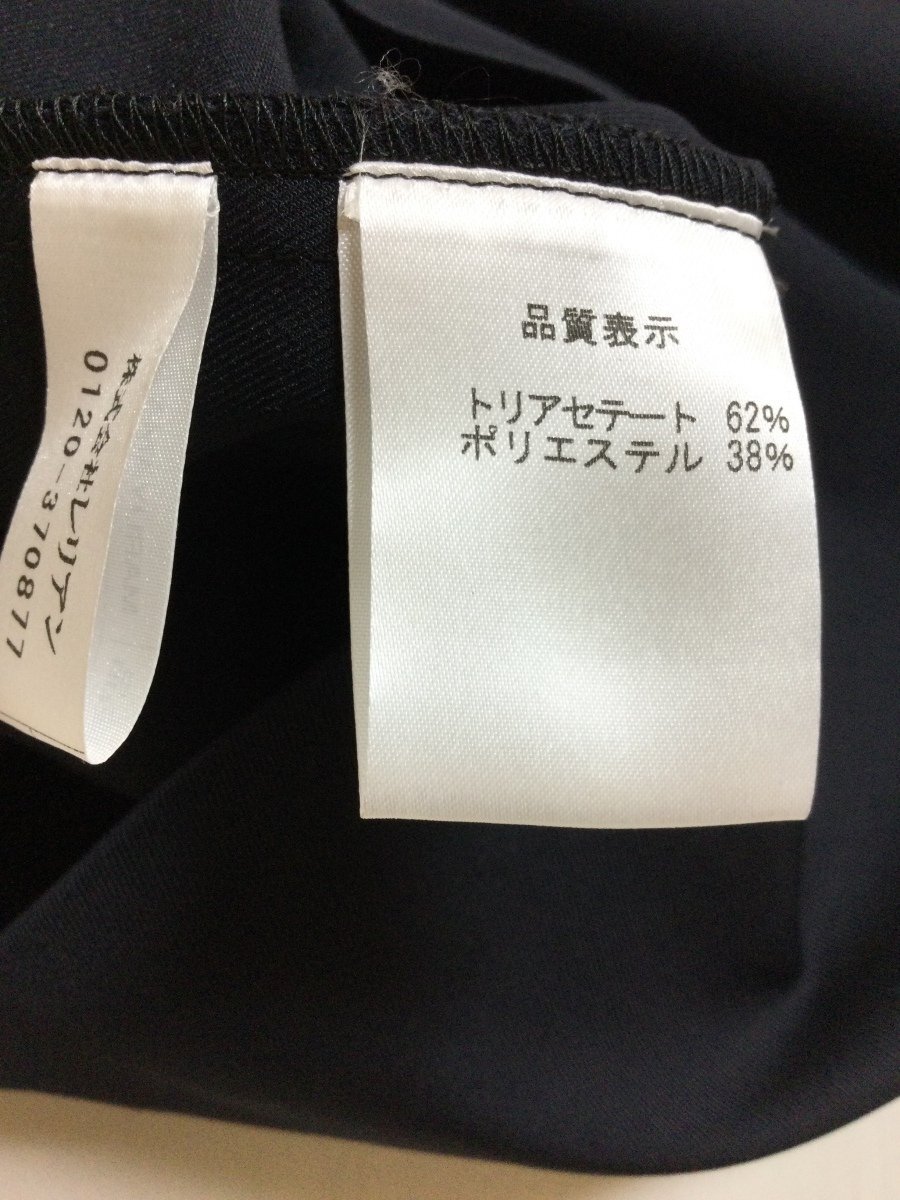 株式会社レリアン
0120-370877
品質表示
トリアセテート 62%
ポリエステル 38%